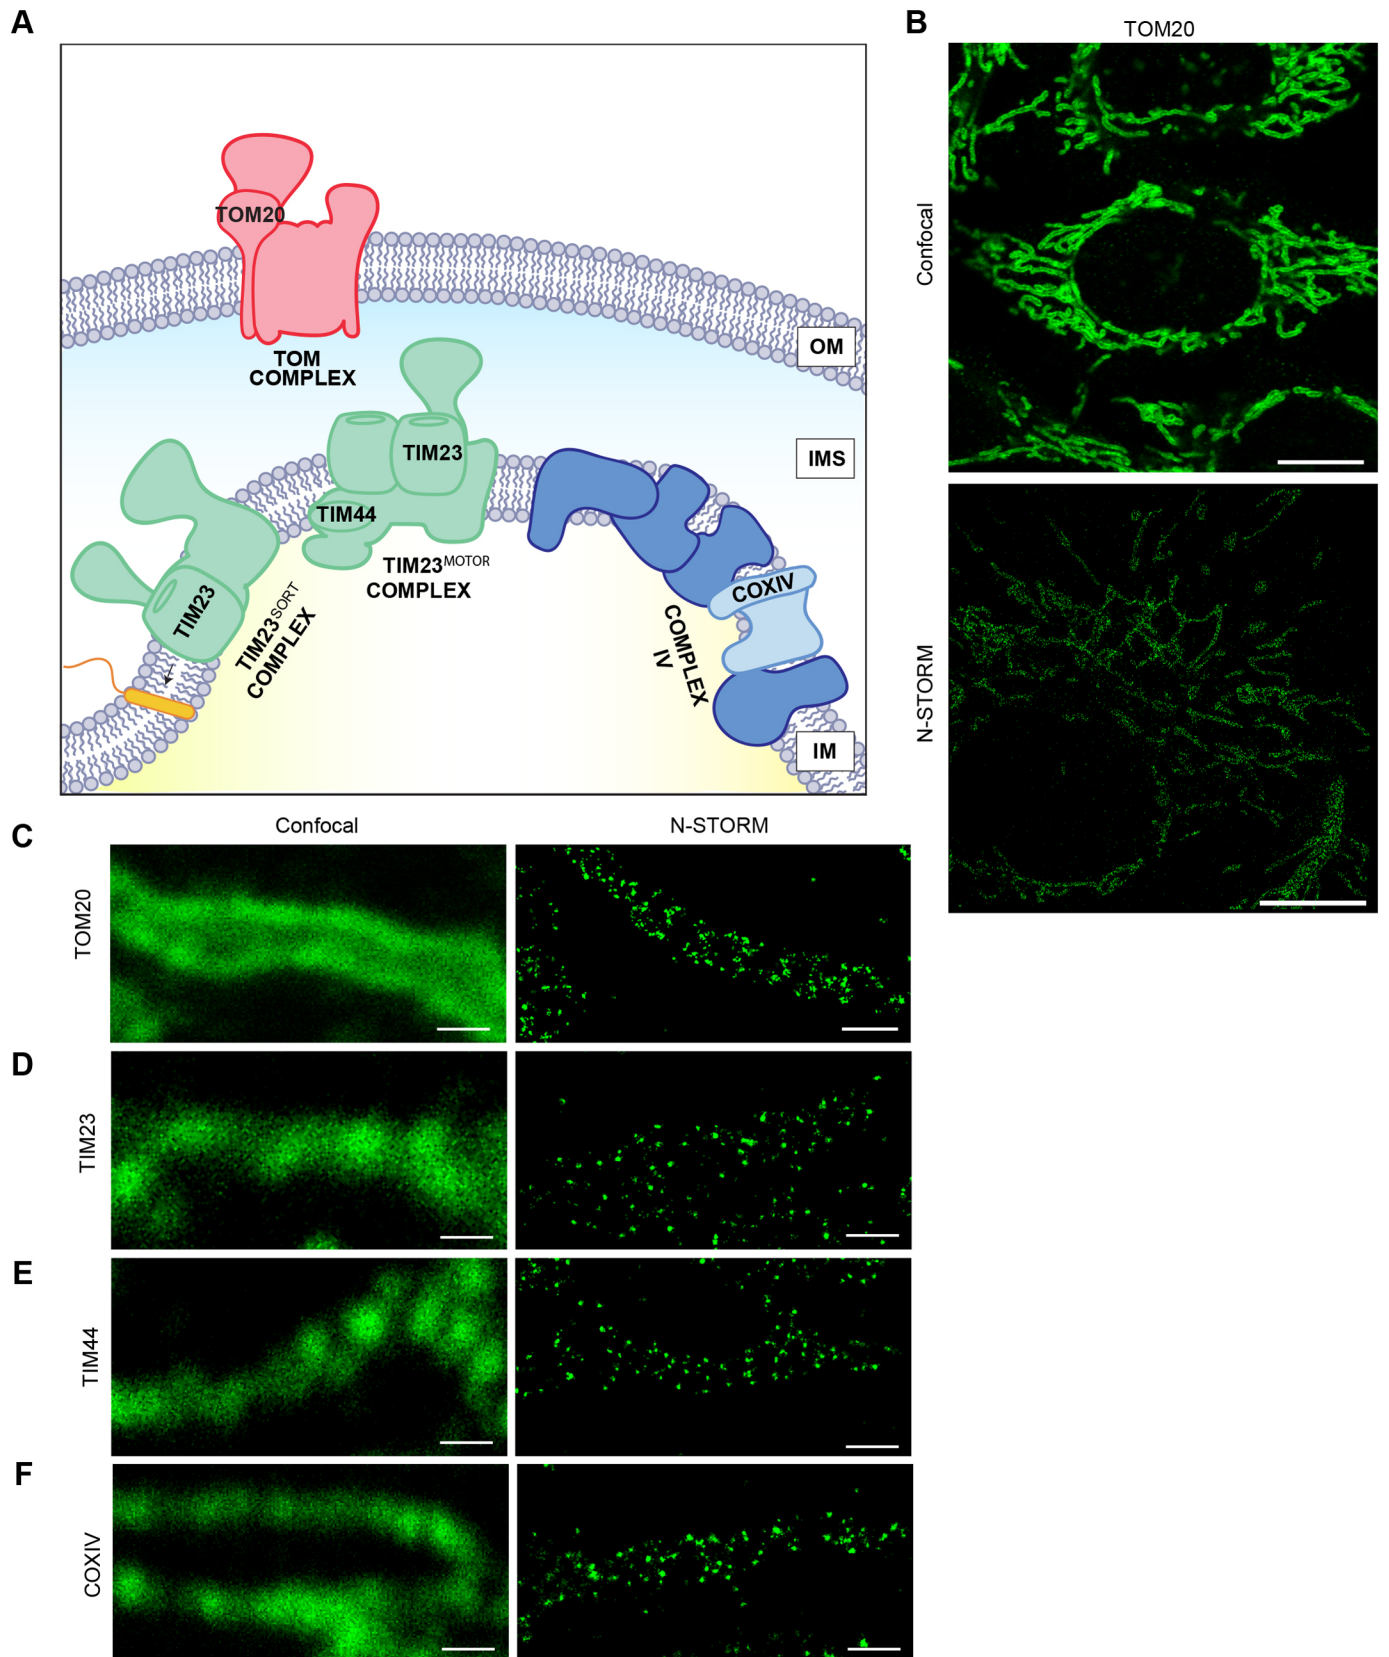 A
TOM20
TOM
COMPLEX
OM
TIM23
IMS
TIM44
TIM23MOTOR
COMPLEX
TIM23
TIM23SORT
COMPLEX
COXIV
COMPLEX
IV
IM
B
TOM20
Confocal
N-STORM
Confocal
N-STORM
C
TOM20
D
TIM23
E
TIM44
F
COXIV